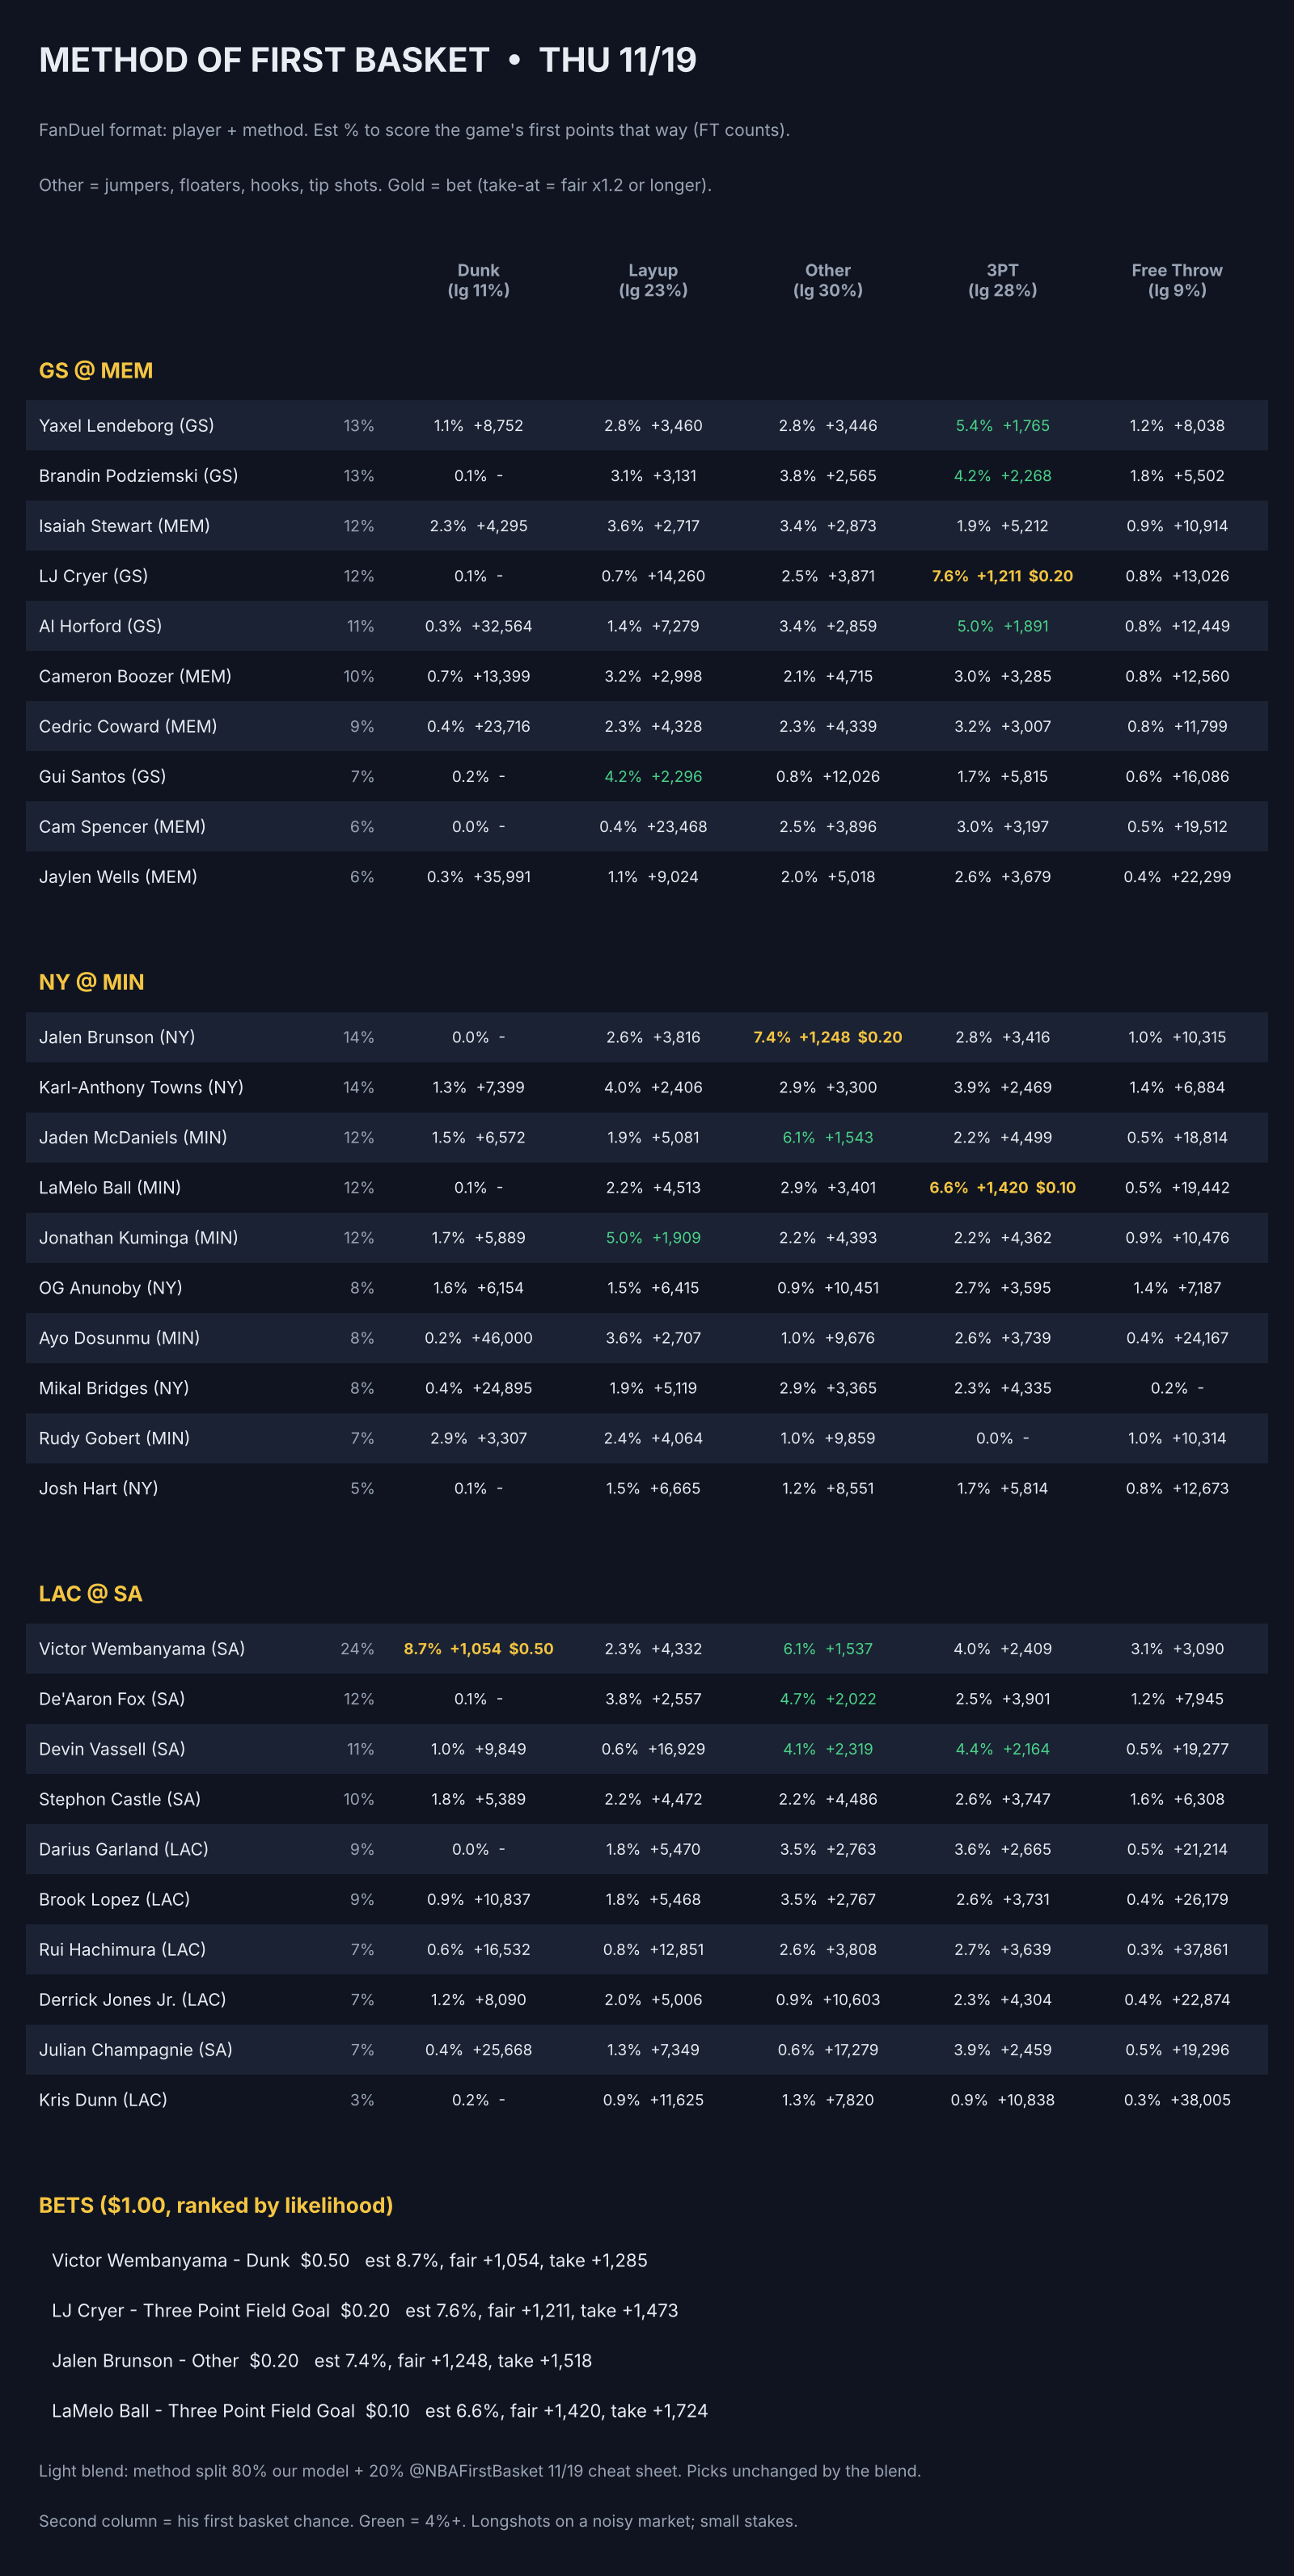 METHOD OF FIRST BASKET • THU 11/19
FanDuel format: player + method. Est % to score the game's first points that way (FT counts).
Other = jumpers, floaters, hooks, tip shots. Gold = bet (take-at = fair x1.2 or longer).
Dunk Layup Other 3PT Free Throw
(lg 11%) (lg 23%) (lg 30%) (lg 28%) (lg 9%)
GS @ MEM
Yaxel Lendeborg (GS) 13% 1.1% +8,752 2.8% +3,460 2.8% +3,446 5.4% +1,765 1.2% +8,038
Brandin Podziemski (GS) 13% 0.1% - 3.1% +3,131 3.8% +2,565 4.2% +2,268 1.8% +5,502
Isaiah Stewart (MEM) 12% 2.3% +4,295 3.6% +2,717 3.4% +2,873 1.9% +5,212 0.9% +10,914
LJ Cryer (GS) 12% 0.1% - 0.7% +14,260 2.5% +3,871 7.6% +1,211 $0.20 0.8% +13,026
Al Horford (GS) 11% 0.3% +32,564 1.4% +7,279 3.4% +2,859 5.0% +1,891 0.8% +12,449
Cameron Boozer (MEM) 10% 0.7% +13,399 3.2% +2,998 2.1% +4,715 3.0% +3,285 0.8% +12,560
Cedric Coward (MEM) 9% 0.4% +23,716 2.3% +4,328 2.3% +4,339 3.2% +3,007 0.8% +11,799
Gui Santos (GS) 7% 0.2% - 4.2% +2,296 0.8% +12,026 1.7% +5,815 0.6% +16,086
Cam Spencer (MEM) 6% 0.0% - 0.4% +23,468 2.5% +3,896 3.0% +3,197 0.5% +19,512
Jaylen Wells (MEM) 6% 0.3% +35,991 1.1% +9,024 2.0% +5,018 2.6% +3,679 0.4% +22,299
NY @ MIN
Jalen Brunson (NY) 14% 0.0% - 2.6% +3,816 7.4% +1,248 $0.20 2.8% +3,416 1.0% +10,315
Karl-Anthony Towns (NY) 14% 1.3% +7,399 4.0% +2,406 2.9% +3,300 3.9% +2,469 1.4% +6,884
Jaden McDaniels (MIN) 12% 1.5% +6,572 1.9% +5,081 6.1% +1,543 2.2% +4,499 0.5% +18,814
LaMelo Ball (MIN) 12% 0.1% - 2.2% +4,513 2.9% +3,401 6.6% +1,420 $0.10 0.5% +19,442
Jonathan Kuminga (MIN) 12% 1.7% +5,889 5.0% +1,909 2.2% +4,393 2.2% +4,362 0.9% +10,476
OG Anunoby (NY) 8% 1.6% +6,154 1.5% +6,415 0.9% +10,451 2.7% +3,595 1.4% +7,187
Ayo Dosunmu (MIN) 8% 0.2% +46,000 3.6% +2,707 1.0% +9,676 2.6% +3,739 0.4% +24,167
Mikal Bridges (NY) 8% 0.4% +24,895 1.9% +5,119 2.9% +3,365 2.3% +4,335 0.2% -
Rudy Gobert (MIN) 7% 2.9% +3,307 2.4% +4,064 1.0% +9,859 0.0% - 1.0% +10,314
Josh Hart (NY) 5% 0.1% - 1.5% +6,665 1.2% +8,551 1.7% +5,814 0.8% +12,673
LAC @ SA
Victor Wembanyama (SA) 24% 8.7% +1,054 $0.50 2.3% +4,332 6.1% +1,537 4.0% +2,409 3.1% +3,090
De'Aaron Fox (SA) 12% 0.1% - 3.8% +2,557 4.7% +2,022 2.5% +3,901 1.2% +7,945
Devin Vassell (SA) 11% 1.0% +9,849 0.6% +16,929 4.1% +2,319 4.4% +2,164 0.5% +19,277
Stephon Castle (SA) 10% 1.8% +5,389 2.2% +4,472 2.2% +4,486 2.6% +3,747 1.6% +6,308
Darius Garland (LAC) 9% 0.0% - 1.8% +5,470 3.5% +2,763 3.6% +2,665 0.5% +21,214
Brook Lopez (LAC) 9% 0.9% +10,837 1.8% +5,468 3.5% +2,767 2.6% +3,731 0.4% +26,179
Rui Hachimura (LAC) 7% 0.6% +16,532 0.8% +12,851 2.6% +3,808 2.7% +3,639 0.3% +37,861
Derrick Jones Jr. (LAC) 7% 1.2% +8,090 2.0% +5,006 0.9% +10,603 2.3% +4,304 0.4% +22,874
Julian Champagnie (SA) 7% 0.4% +25,668 1.3% +7,349 0.6% +17,279 3.9% +2,459 0.5% +19,296
Kris Dunn (LAC) 3% 0.2% - 0.9% +11,625 1.3% +7,820 0.9% +10,838 0.3% +38,005
BETS ($1.00, ranked by likelihood)
Victor Wembanyama - Dunk $0.50 est 8.7%, fair +1,054, take +1,285
LJ Cryer - Three Point Field Goal $0.20 est 7.6%, fair +1,211, take +1,473
Jalen Brunson - Other $0.20 est 7.4%, fair +1,248, take +1,518
LaMelo Ball - Three Point Field Goal $0.10 est 6.6%, fair +1,420, take +1,724
Light blend: method split 80% our model + 20% @NBAFirstBasket 11/19 cheat sheet. Picks unchanged by the blend.
Second column = his first basket chance. Green = 4%+. Longshots on a noisy market; small stakes.